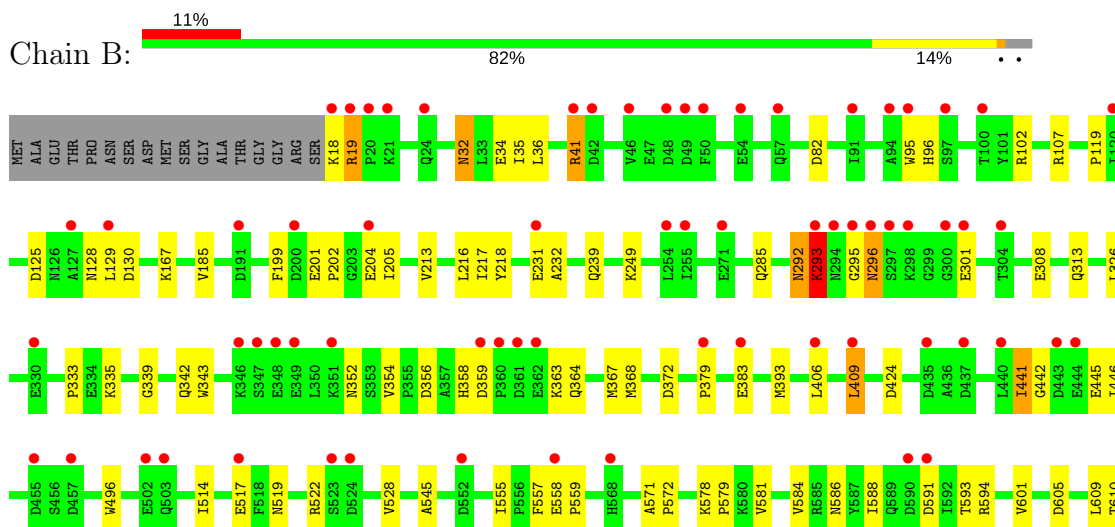 11%
Chain B:
82% 14% • •
MET ALA GLU THR PRO ASN SER ASP MET SER GLY ALA THR GLY GLY ARG SER K18 R19 P20 K21 Q24 N32 L33 E34 I35 L36 R41 D42 V46 E47 D48 D49 F50 E54 Q57 D82 I91 A94 W95 H96 S97 T100 Y101 R102 R107 P119 I120
D125 N126 A127 N128 L129 D130 K167 V185 D191 F199 D200 E201 P202 G203 E204 I205 V213 L216 I217 Y218 E231 A232 Q239 K249 L254 I255 E271 Q285 N292 K293 N294 G295 N296 S297 K298 G299 G300 E301 T304 E308 Q313 L326
E330 P333 E334 K335 G339 Q342 W343 K346 S347 E348 E349 L350 K351 N352 S353 V354 P355 D356 A357 H358 D359 P360 D361 E362 K363 Q364 M367 M368 D372 P379 E383 M393 L406 L409 D424 D435 A436 D437 L440 I441 G442 D443 E444 E445
D455 S456 D457 W496 E502 Q503 I514 E517 F518 N519 R522 S523 D524 V528 A545 D552 I555 P556 F557 E558 P559 H568 A571 P572 K578 P579 K580 V581 V584 R585 N586 Y587 I588 Q589 D590 D591 I592 T593 R594 V601 D605 L609